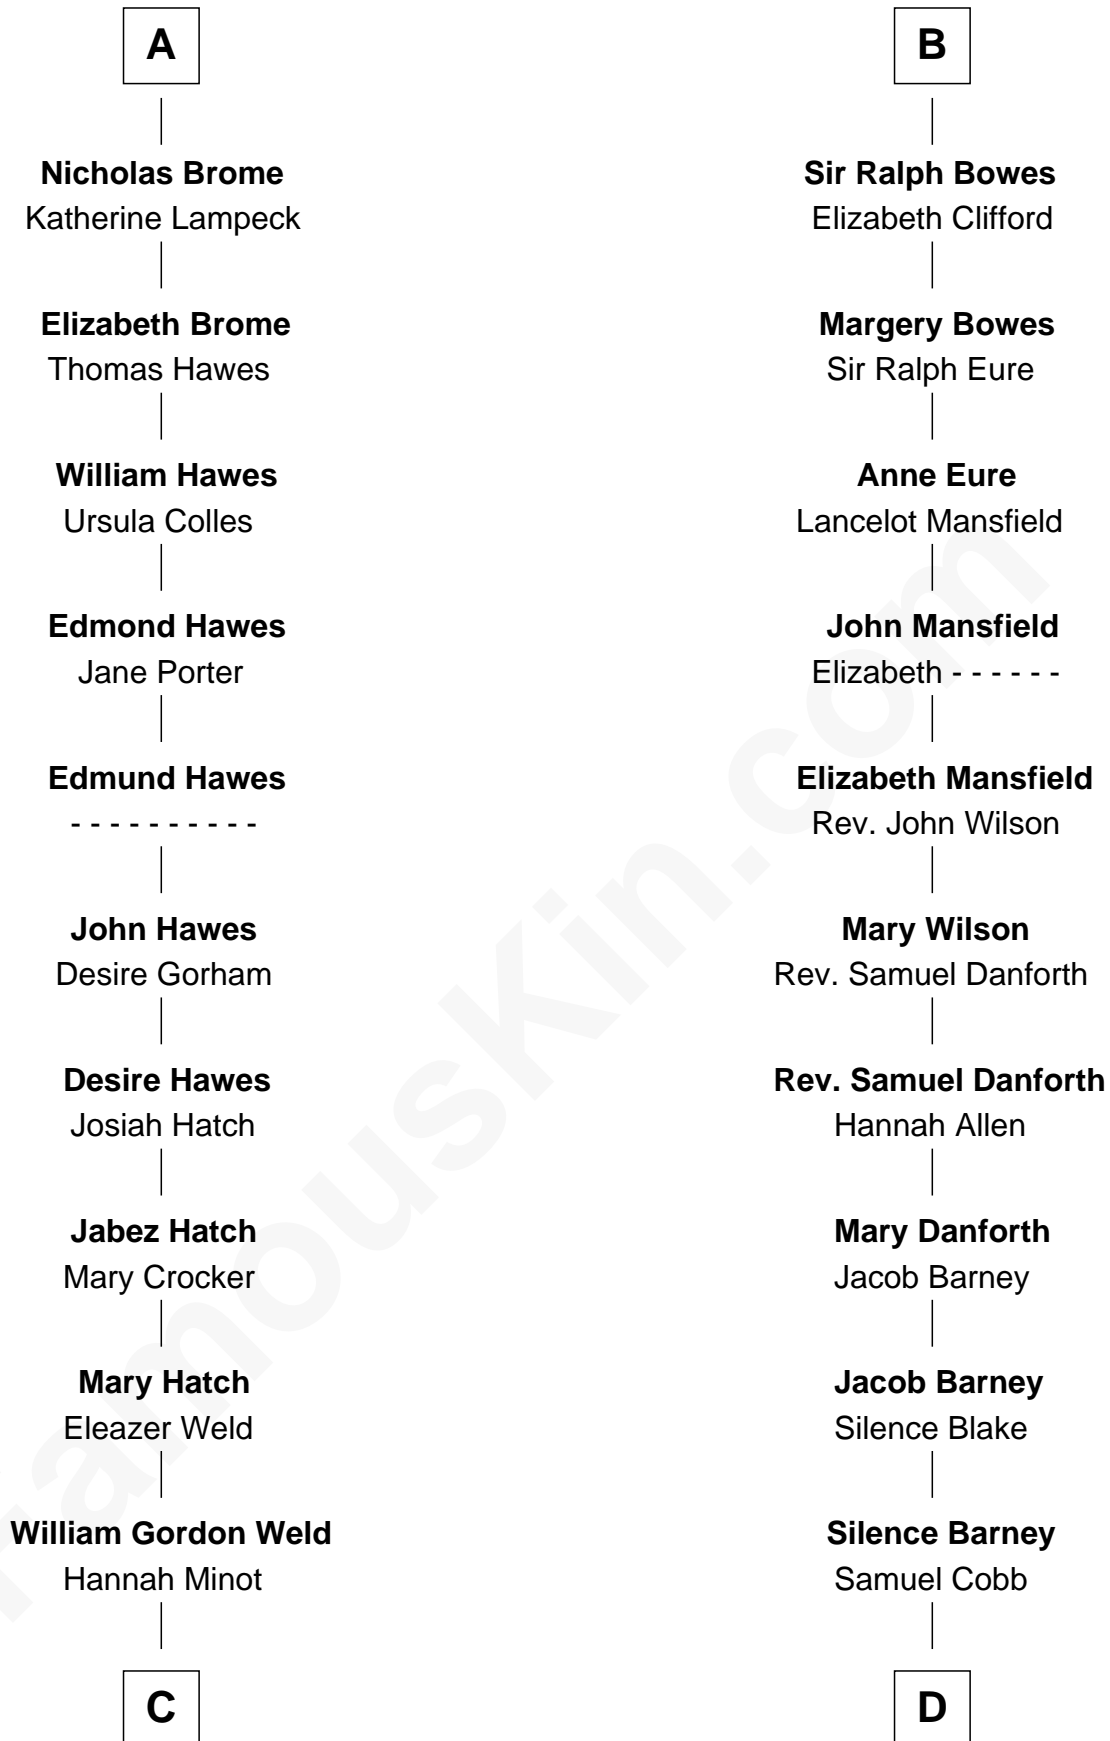 A
Nicholas Brome
Katherine Lampeck
Elizabeth Brome
Thomas Hawes
William Hawes
Ursula Colles
Edmond Hawes
Jane Porter
Edmund Hawes
- - - - - - - - - -
John Hawes
Desire Gorham
Desire Hawes
Josiah Hatch
Jabez Hatch
Mary Crocker
Mary Hatch
Eleazer Weld
William Gordon Weld
Hannah Minot
C
B
Sir Ralph Bowes
Elizabeth Clifford
Margery Bowes
Sir Ralph Eure
Anne Eure
Lancelot Mansfield
John Mansfield
Elizabeth - - - - - -
Elizabeth Mansfield
Rev. John Wilson
Mary Wilson
Rev. Samuel Danforth
Rev. Samuel Danforth
Hannah Allen
Mary Danforth
Jacob Barney
Jacob Barney
Silence Blake
Silence Barney
Samuel Cobb
D
FamousKin.com